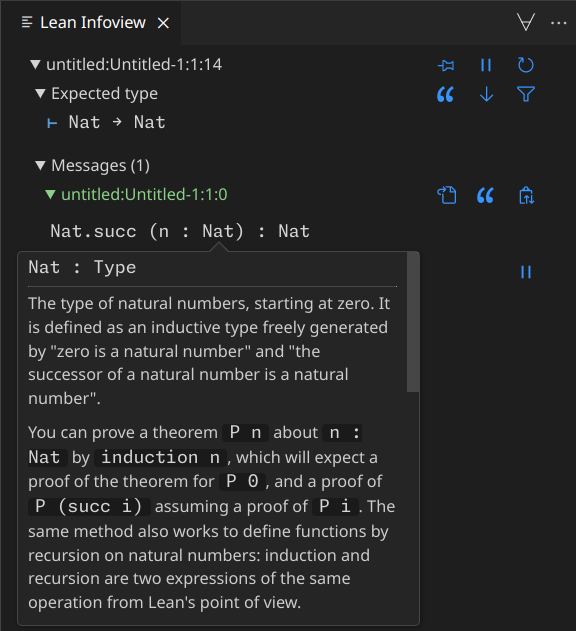 Lean Infoview
untitled:Untitled-1:1:14
Expected type
⊢ Nat → Nat
Messages (1)
untitled:Untitled-1:1:0
Nat.succ (n : Nat) : Nat
Nat : Type
The type of natural numbers, starting at zero. It
is defined as an inductive type freely generated
by "zero is a natural number" and "the
successor of a natural number is a natural
number".
You can prove a theorem P n about n :
Nat by induction n, which will expect a
proof of the theorem for P 0, and a proof of
P (succ i) assuming a proof of P i. The
same method also works to define functions by
recursion on natural numbers: induction and
recursion are two expressions of the same
operation from Lean's point of view.